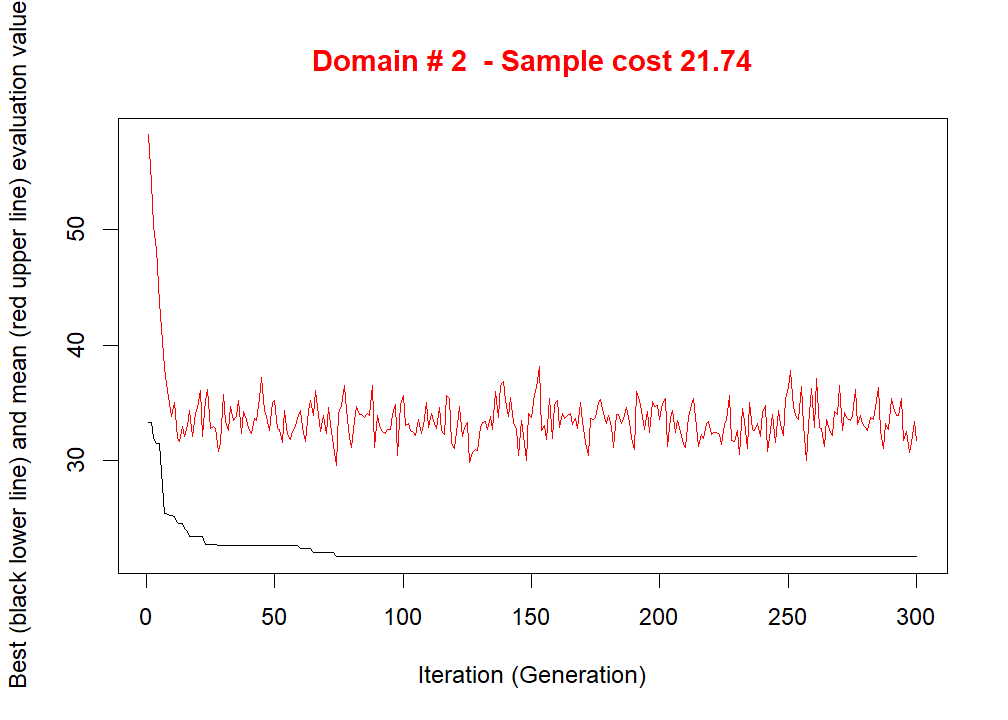 Domain # 2  - Sample cost 21.74
Best (black lower line) and mean (red upper line) evaluation value
50
40
30
0 50 100 150 200 250 300
Iteration (Generation)